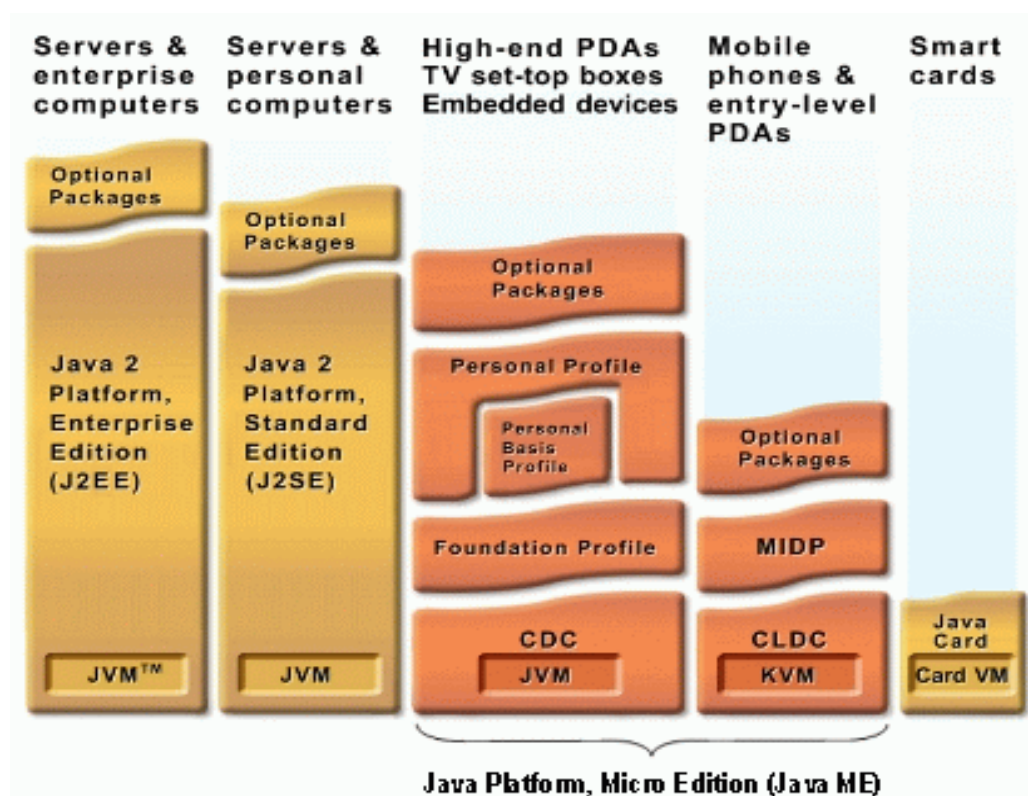 Servers &
enterprise
computers
Servers &
personal
computers
High-end PDAs
TV set-top boxes
Embedded devices
Mobile
phones &
entry-level
PDAs
Smart
cards
Optional
Packages
Java 2
Platform,
Enterprise
Edition
(J2EE)
JVM™
Optional
Packages
Java 2
Platform,
Standard
Edition
(J2SE)
JVM
Optional
Packages
Personal Profile
Personal
Basis
Profile
Foundation Profile
CDC
JVM
Optional
Packages
MIDP
CLDC
KVM
Java
Card
Card VM
Java Platform, Micro Edition (Java ME)